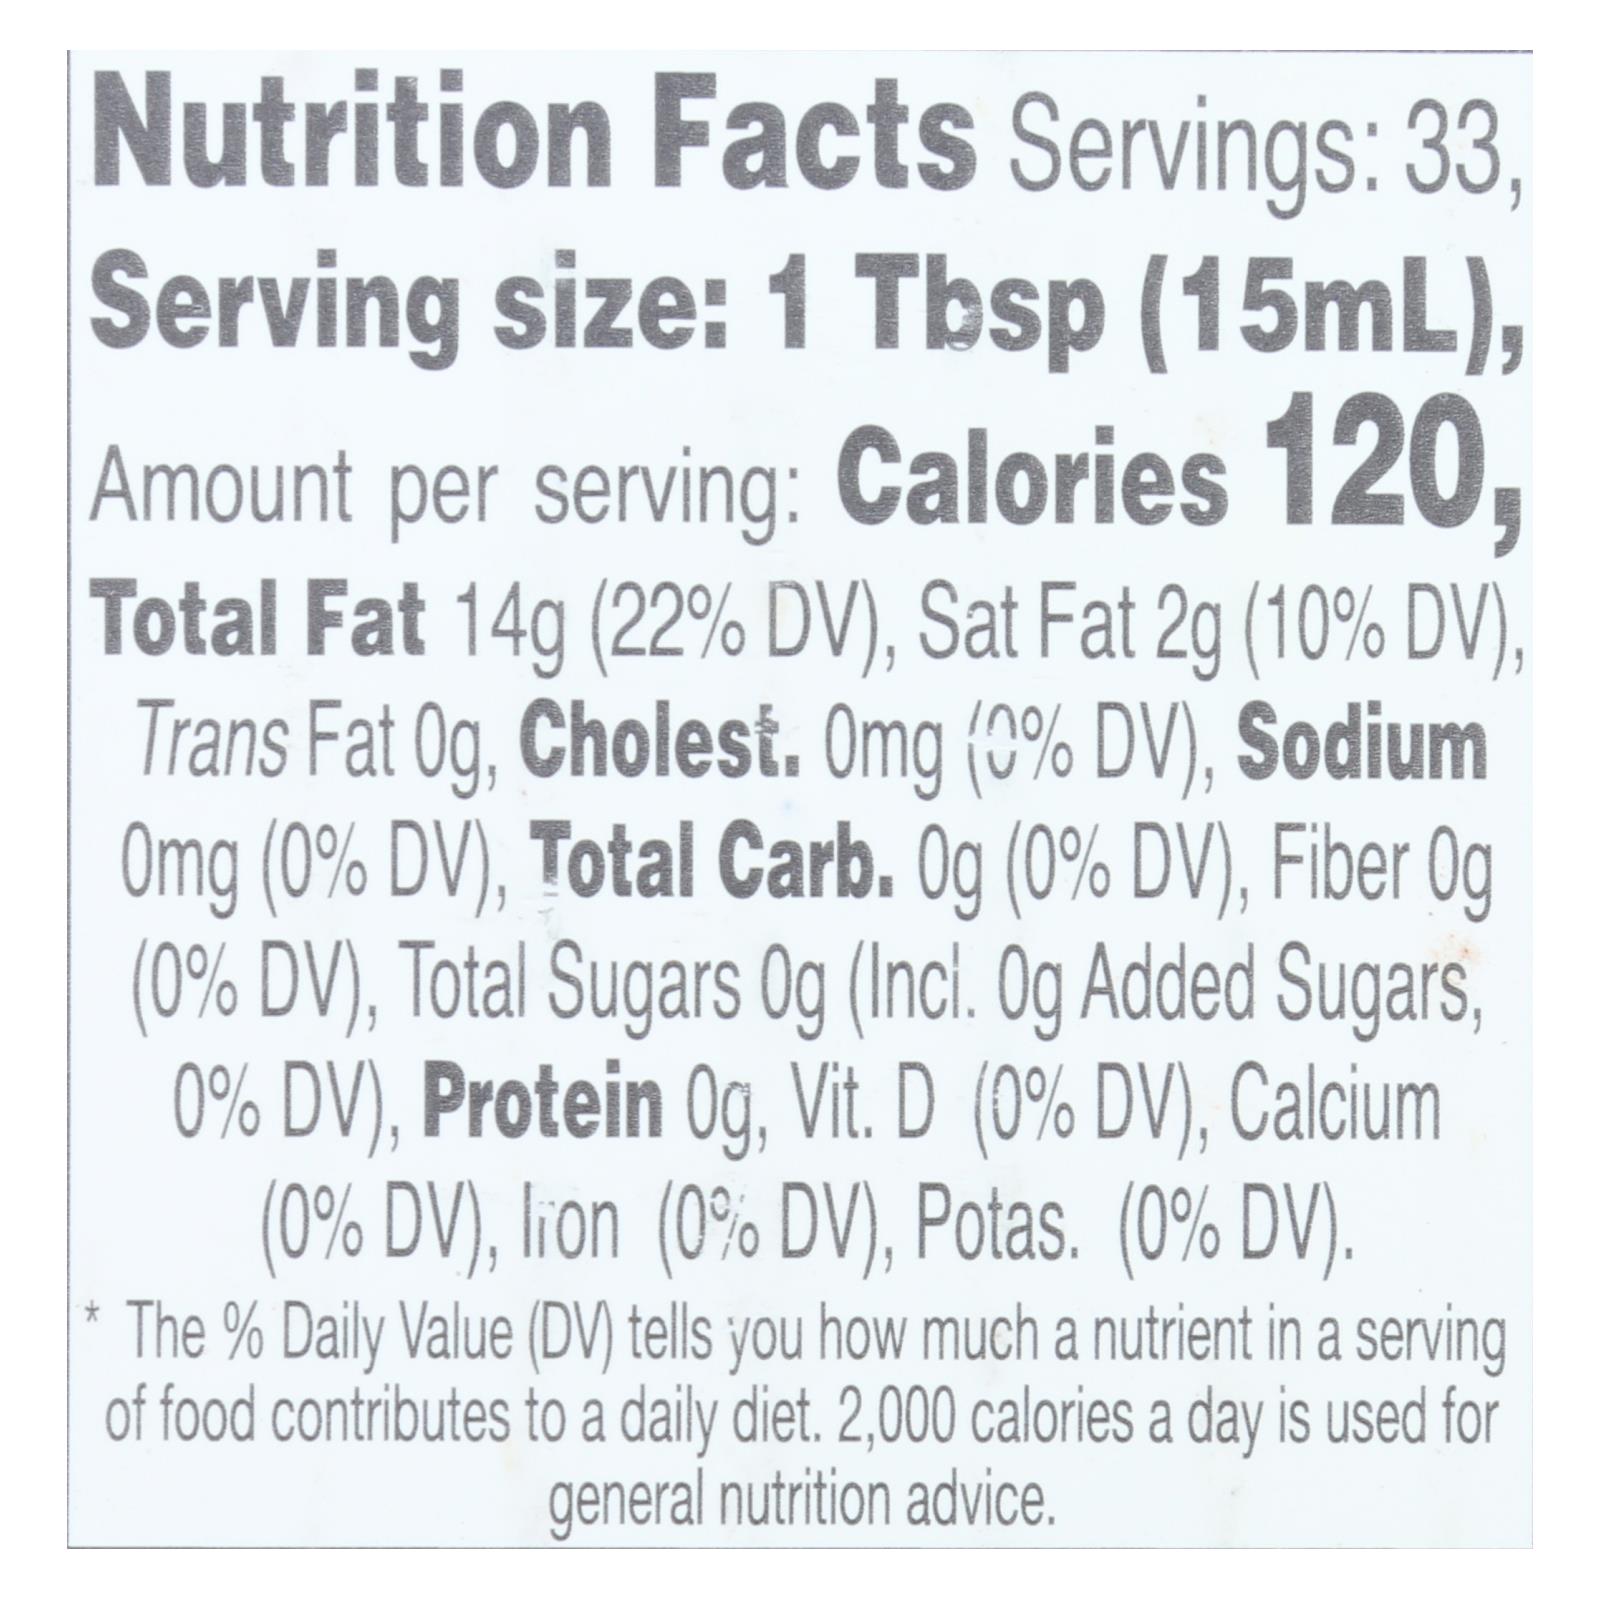 Nutrition Facts Servings: 33,
Serving size: 1 Tbsp (15mL),
Amount per serving: Calories 120,
Total Fat 14g (22% DV), Sat Fat 2g (10% DV),
Trans Fat 0g, Cholest. 0mg (0% DV), Sodium
0mg (0% DV), Total Carb. 0g (0% DV), Fiber 0g
(0% DV), Total Sugars 0g (Incl. 0g Added Sugars,
0% DV), Protein 0g, Vit. D (0% DV), Calcium
(0% DV), Iron (0% DV), Potas. (0% DV).
* The % Daily Value (DV) tells you how much a nutrient in a serving
of food contributes to a daily diet. 2,000 calories a day is used for
general nutrition advice.